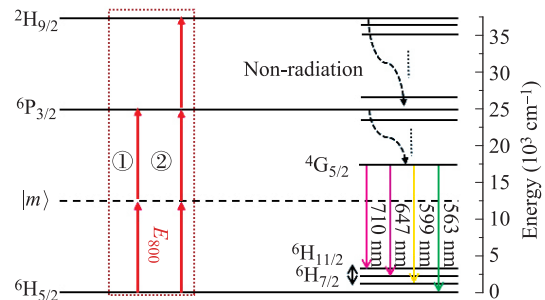 ²H₉/₂
⁶P₃/₂
|m⟩
⁶H₅/₂
①
②
E₈₀₀
Non-radiation
⁴G₅/₂
⁶H₁₁/₂
⁶H₇/₂
710 nm
647 nm
599 nm
563 nm
35
30
25
20
15
10
5
0
Energy (10³ cm⁻¹)